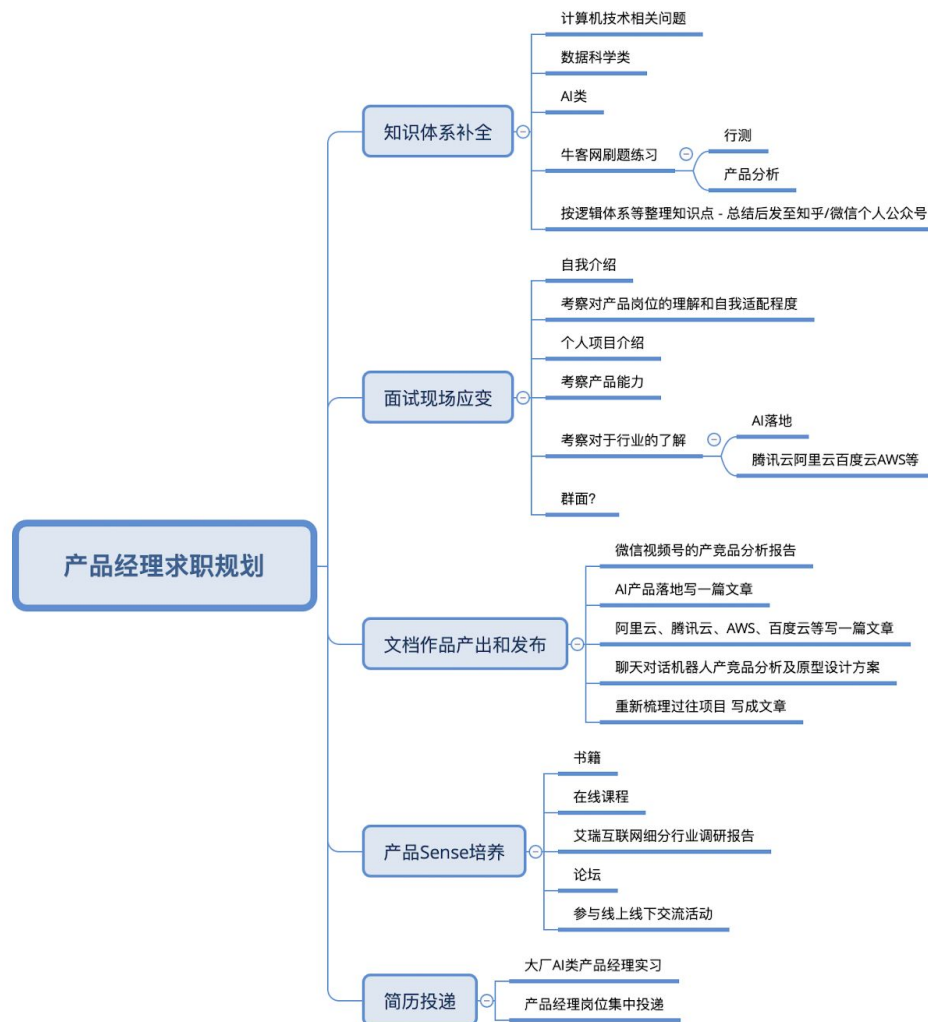 产品经理求职规划
知识体系补全
计算机技术相关问题
数据科学类
AI类
牛客网刷题练习
行测
产品分析
按逻辑体系等整理知识点 - 总结后发至知乎/微信个人公众号
面试现场应变
自我介绍
考察对产品岗位的理解和自我适配程度
个人项目介绍
考察产品能力
考察对于行业的了解
AI落地
腾讯云阿里云百度云AWS等
群面?
文档作品产出和发布
微信视频号的产竞品分析报告
AI产品落地写一篇文章
阿里云、腾讯云、AWS、百度云等写一篇文章
聊天对话机器人产竞品分析及原型设计方案
重新梳理过往项目 写成文章
产品Sense培养
书籍
在线课程
艾瑞互联网细分行业调研报告
论坛
参与线上线下交流活动
简历投递
大厂AI类产品经理实习
产品经理岗位集中投递